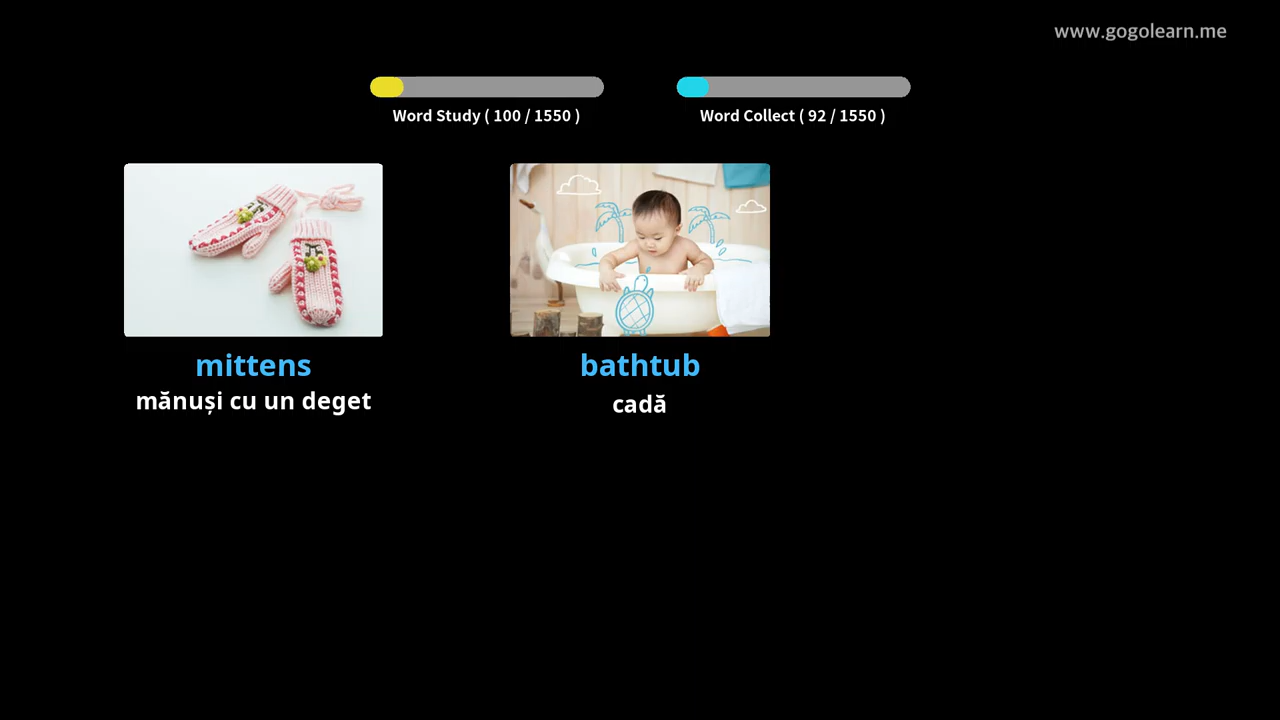 www.gogolearn.me
Word Study ( 100 / 1550 )
Word Collect ( 92 / 1550 )
mittens
mănuși cu un deget
bathtub
cadă